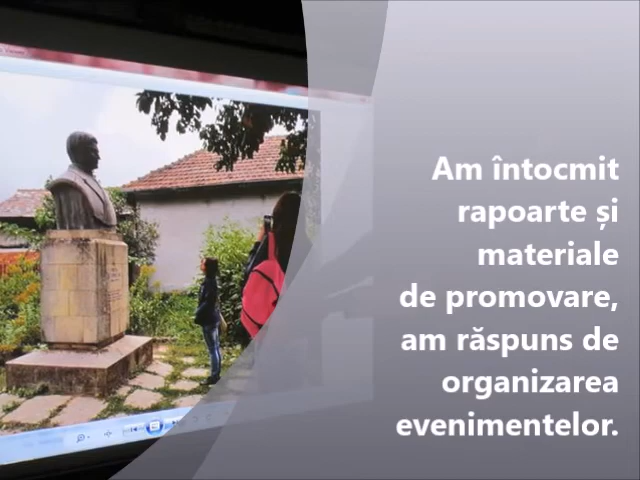 Am întocmit
rapoarte și
materiale
de promovare,
am răspuns de
organizarea
evenimentelor.